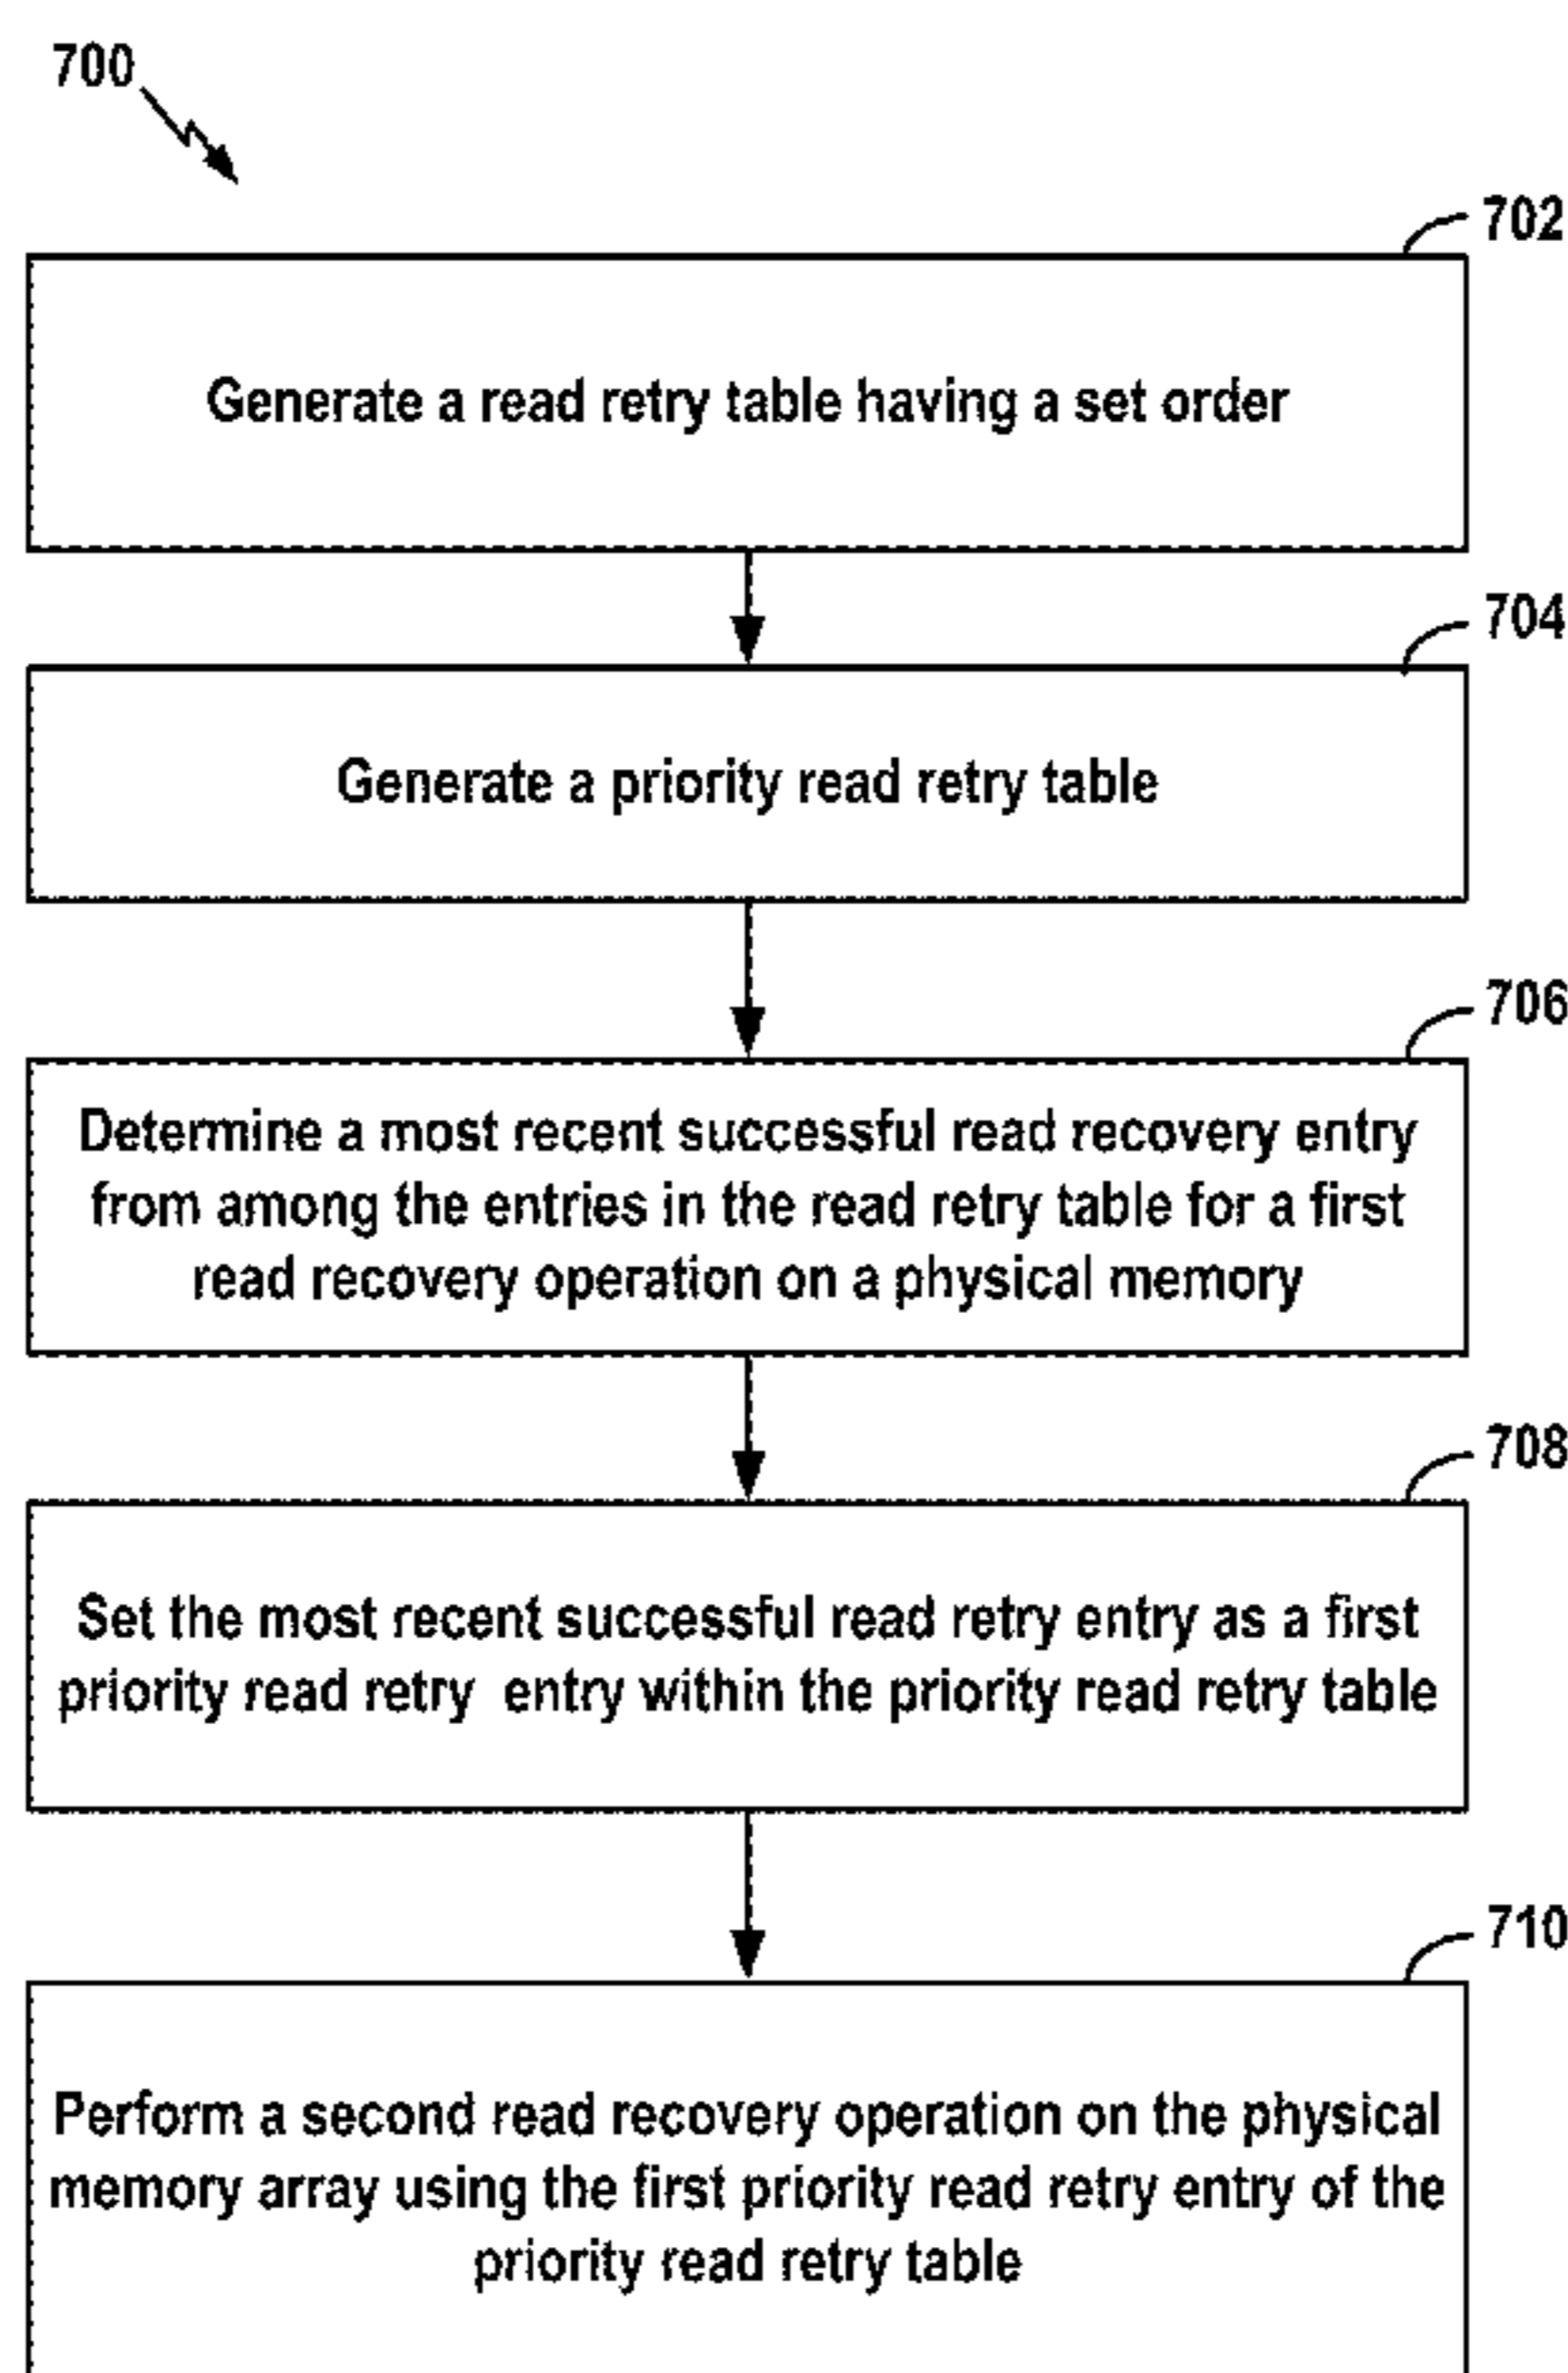 700
702
Generate a read retry table having a set order
704
Generate a priority read retry table
706
Determine a most recent successful read recovery entry
from among the entries in the read retry table for a first
read recovery operation on a physical memory
708
Set the most recent successful read retry entry as a first
priority read retry entry within the priority read retry table
710
Perform a second read recovery operation on the physical
memory array using the first priority read retry entry of the
priority read retry table